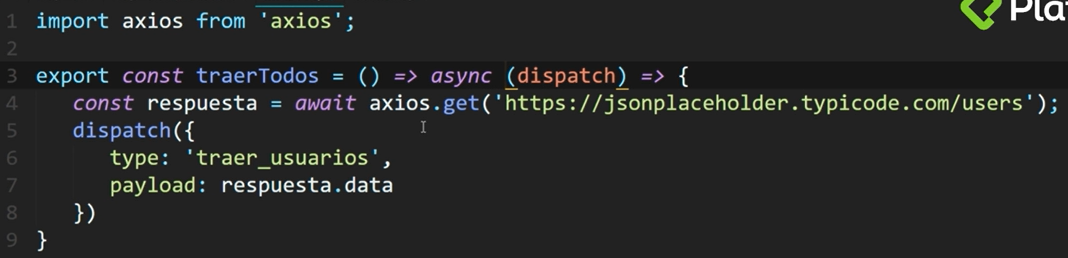 1 import axios from 'axios';
2
3 export const traerTodos = () => async (dispatch) => {
4 const respuesta = await axios.get('https://jsonplaceholder.typicode.com/users');
5 dispatch({
6 type: 'traer_usuarios',
7 payload: respuesta.data
8 })
9 }